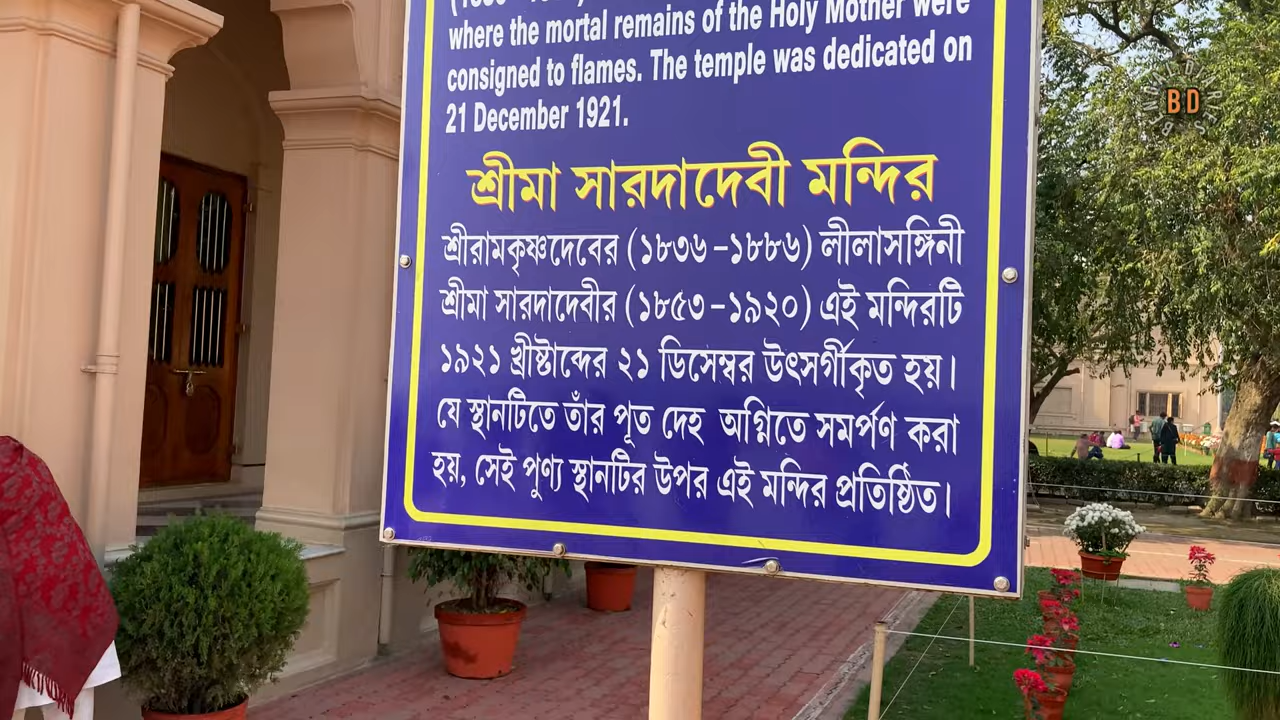 where the mortal remains of the Holy Mother were
consigned to flames. The temple was dedicated on
21 December 1921.
শ্রীমা সারদাদেবী মন্দির
শ্রীরামকৃষ্ণদেবের (১৮৩৬ –১৮৮৬) লীলাসঙ্গিনী
শ্রীমা সারদাদেবীর (১৮৫৩ –১৯২০) এই মন্দিরটি
১৯২১ খ্রীষ্টাব্দের ২১ ডিসেম্বর উৎসর্গীকৃত হয়।
যে স্থানটিতে তাঁর পূত দেহ অগ্নিতে সমর্পণ করা
হয়, সেই পুণ্য স্থানটির উপর এই মন্দির প্রতিষ্ঠিত।
BD